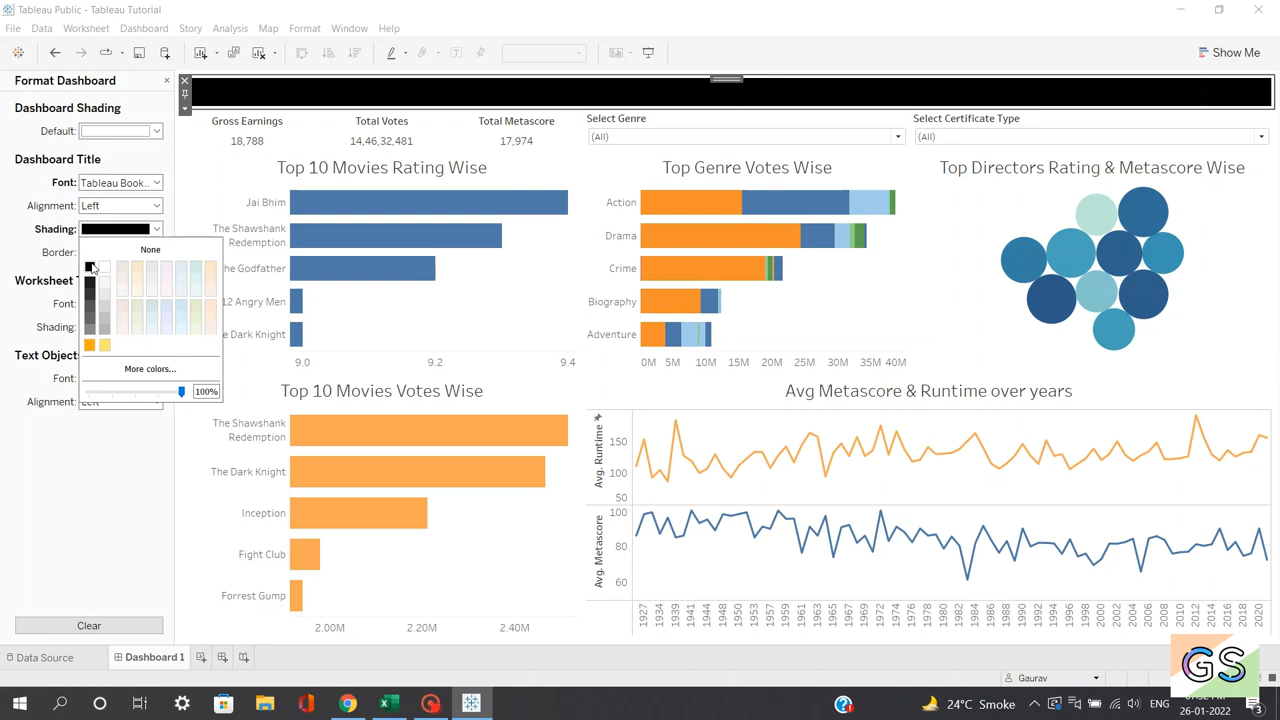 Tableau Public - Tableau Tutorial
File Data Worksheet Dashboard Story Analysis Map Format Window Help
Show Me
Format Dashboard
Dashboard Shading
Default:
Dashboard Title
Font: Tableau Book...
Alignment: Left
Shading:
Border:
None
More colors...
100%
Worksheet T
Font:
Shading:
Text Object
Font:
Alignment:
Clear
Gross Earnings
18,788
Total Votes
14,46,32,481
Total Metascore
17,974
Select Genre
(All)
Select Certificate Type
(All)
Top 10 Movies Rating Wise
Jai Bhim
The Shawshank
Redemption
he Godfather
12 Angry Men
e Dark Knight
9.0 9.2 9.4
Top Genre Votes Wise
Action
Drama
Crime
Biography
Adventure
0M 5M 10M 15M 20M 25M 30M 35M 40M
Top Directors Rating & Metascore Wise
Top 10 Movies Votes Wise
The Shawshank
Redemption
The Dark Knight
Inception
Fight Club
Forrest Gump
2.00M 2.20M 2.40M
Avg Metascore & Runtime over years
Avg. Runtime
150
100
50
Avg. Metascore
100
80
60
1927 1934 1939 1941 1944 1948 1950 1953 1955 1957 1959 1961 1963 1965 1967 1969 1972 1974 1976 1978 1980 1982 1984 1986 1988 1990 1992 1994 1996 1998 2000 2002 2004 2006 2008 2010 2012 2014 2016 2018 2020
Data Source
Dashboard 1
GS
Gaurav
24°C Smoke
26-01-2022
3